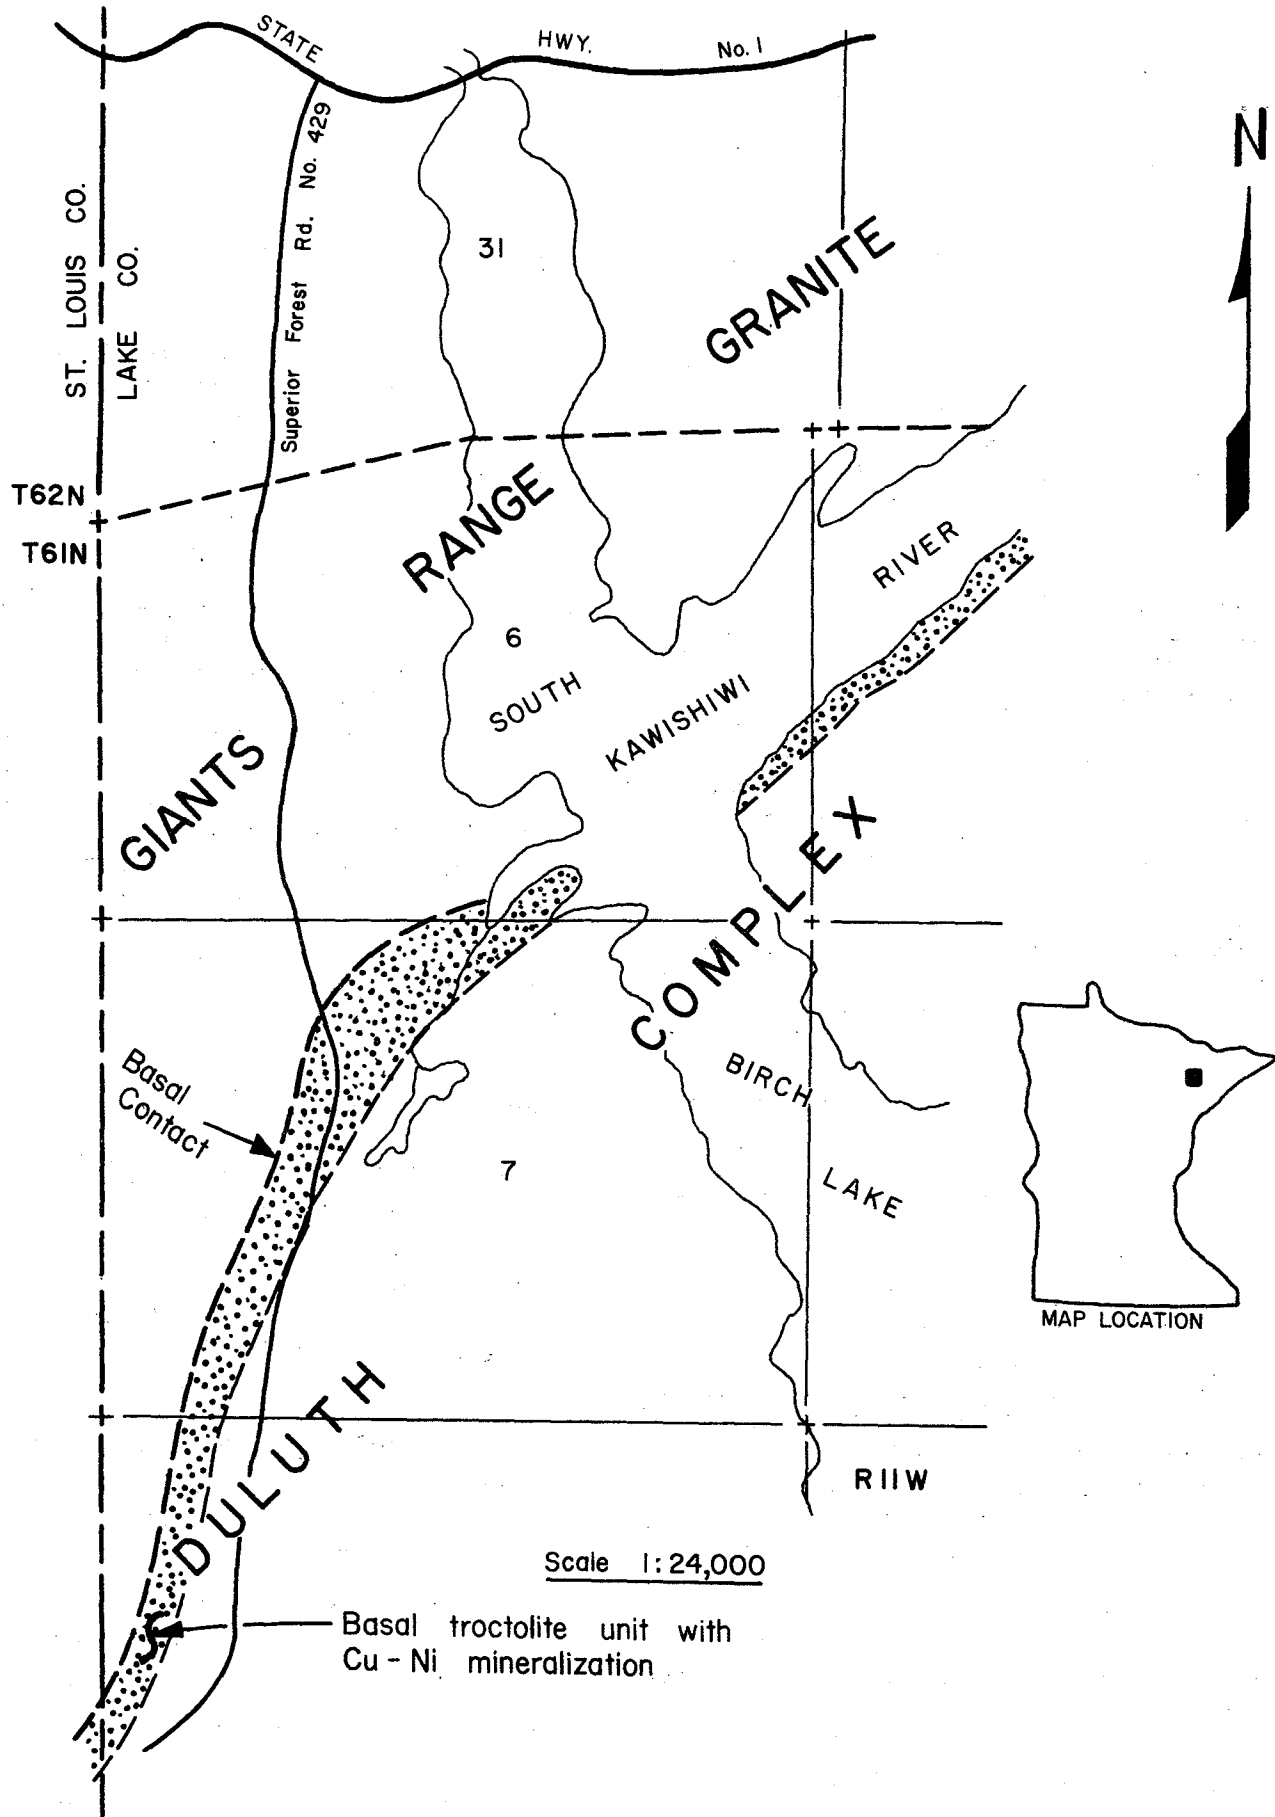 STATE HWY. No. 1
N
ST. LOUIS CO.
LAKE CO.
Superior Forest Rd. No. 429
31
GIANTS RANGE GRANITE
T62N
T61N
6
SOUTH KAWISHIWI RIVER
DULUTH COMPLEX
Basal
Contact
BIRCH
LAKE
7
MAP LOCATION
R11W
Scale 1:24,000
Basal troctolite unit with
Cu-Ni mineralization